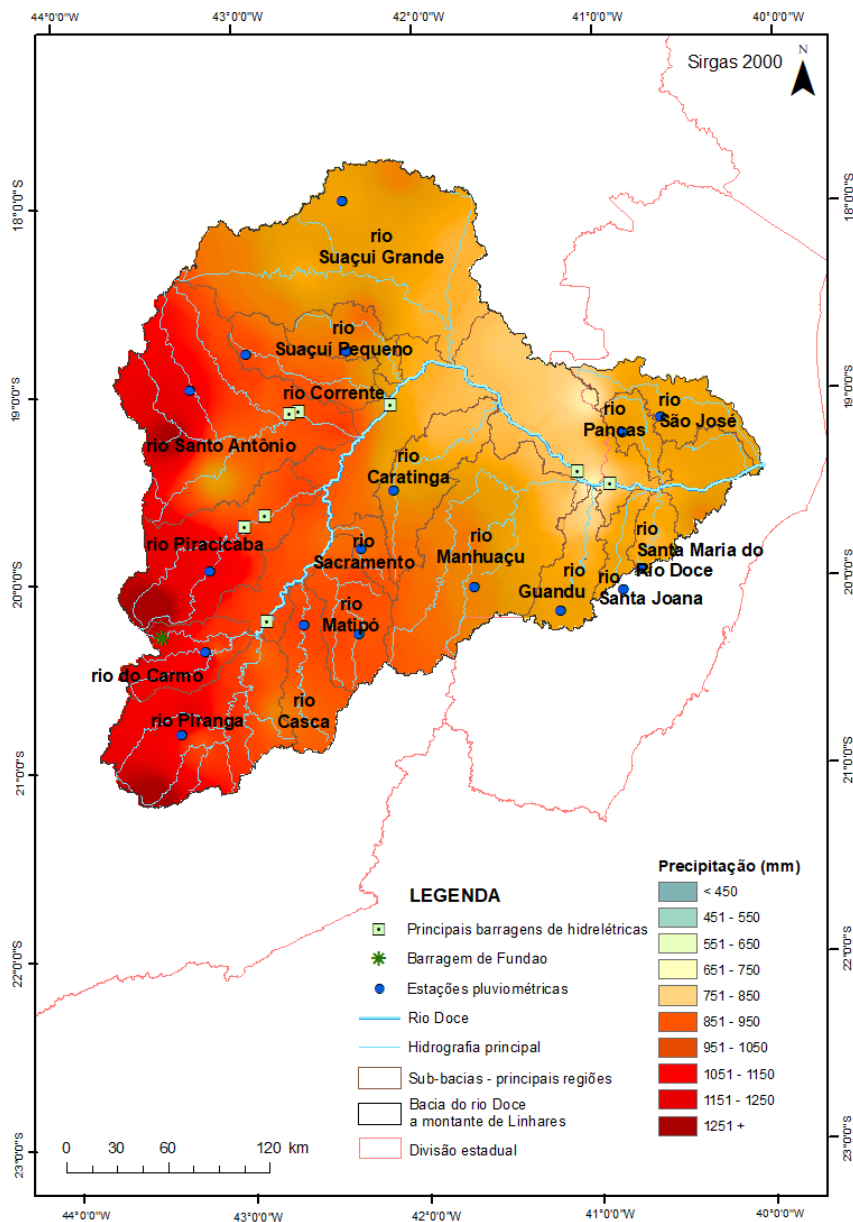 44°0'0"W
43°0'0"W
42°0'0"W
41°0'0"W
40°0'0"W
Sirgas 2000
N
18°0'0"S
18°0'0"S
rio
Suaçui Grande
rio
Suaçuí Pequeno
19°0'0"S
19°0'0"S
rio Corrente
rio
Pancas
rio
São José
rio Santo Antônio
rio
Caratinga
rio Piracicaba
rio
Sacramento
rio
Manhuaçu
rio
Santa Maria do
Rio Doce
20°0'0"S
20°0'0"S
rio
Guandu
rio
Santa Joana
rio
Matipó
rio do Carmo
rio Piranga
rio
Casca
21°0'0"S
21°0'0"S
LEGENDA
Principais barragens de hidrelétricas
Barragem de Fundao
Estações pluviométricas
Rio Doce
Hidrografia principal
Sub-bacias - principais regiões
Bacia do rio Doce
a montante de Linhares
Divisão estadual
Precipitação (mm)
< 450
451 - 550
551 - 650
651 - 750
751 - 850
851 - 950
951 - 1050
1051 - 1150
1151 - 1250
1251 +
22°0'0"S
22°0'0"S
0 30 60 120 km
23°0'0"S
23°0'0"S
44°0'0"W
43°0'0"W
42°0'0"W
41°0'0"W
40°0'0"W